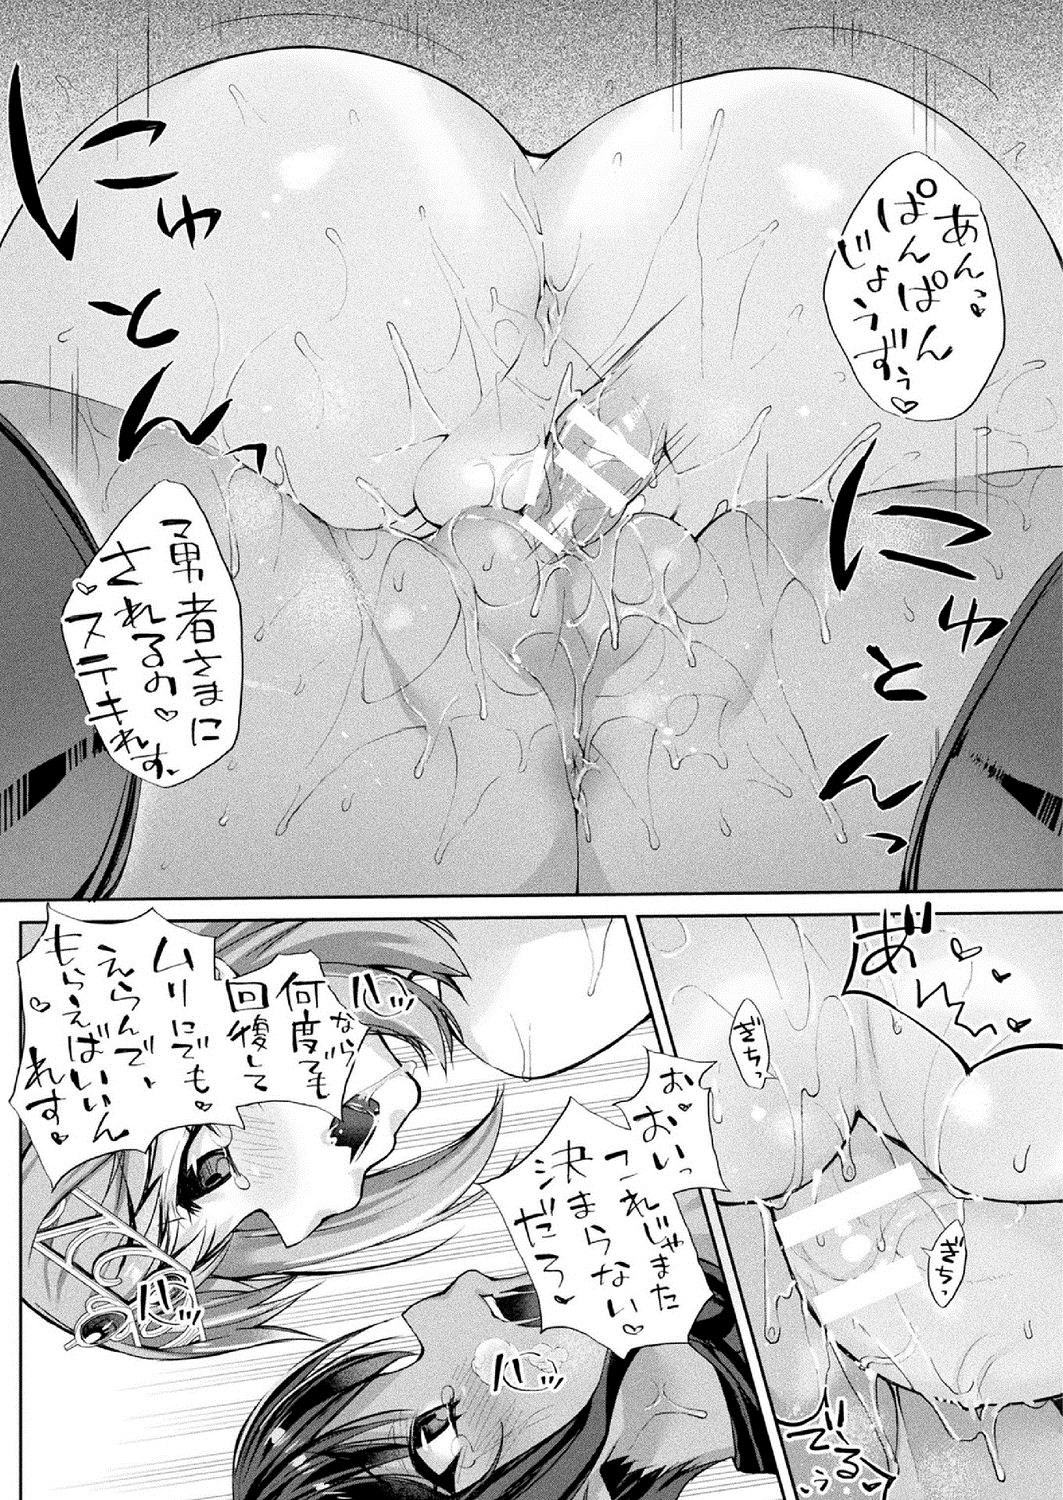 あんっ
ぱんぱん
じょうずぅ
にゅ
とんっ
にゅ
とんっ
勇者さまに
されるの
ステキれす、
あ
ぎちっ
ぎちっ
でるぅっ
おおいっ
これじゃまた
決まらない
だろ
なら
何度でも
回復して
ムリにでも
えらんで、
もらえばいいん
れす
ハッ
ハッ
ハッ